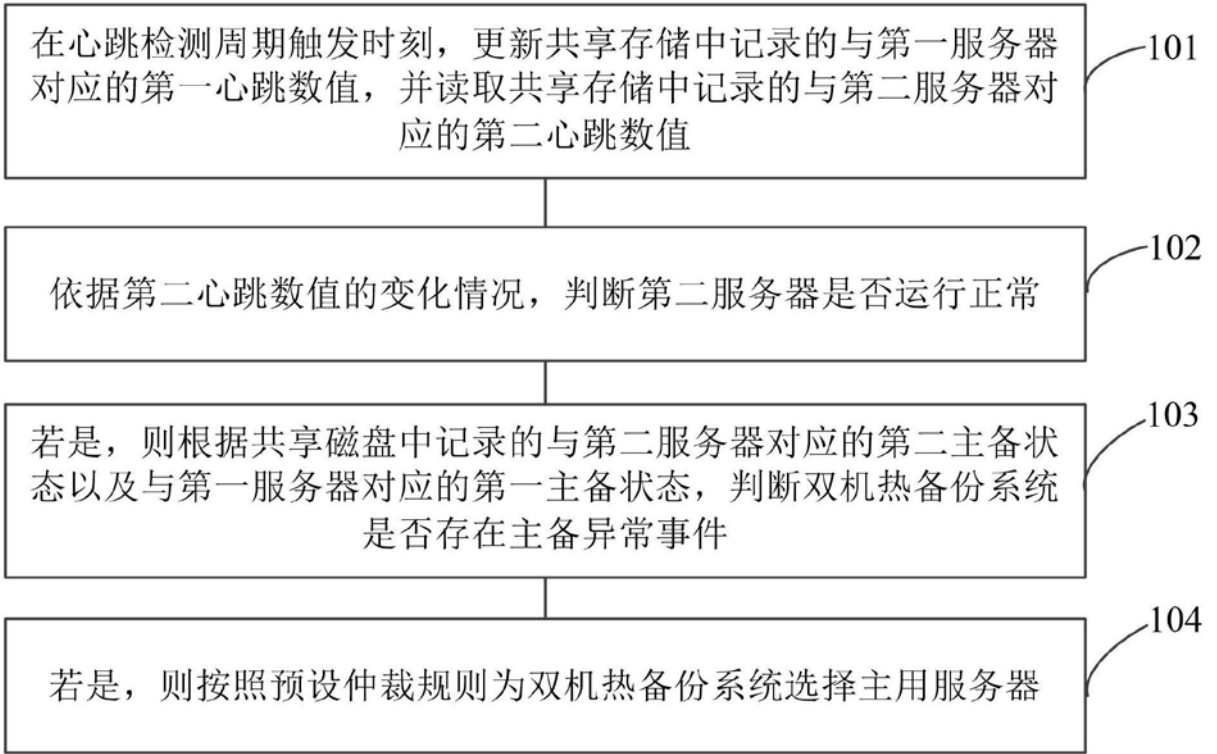 在心跳检测周期触发时刻，更新共享存储中记录的与第一服务器
对应的第一心跳数值，并读取共享存储中记录的与第二服务器对
应的第二心跳数值
101
依据第二心跳数值的变化情况，判断第二服务器是否运行正常
102
若是，则根据共享磁盘中记录的与第二服务器对应的第二主备状
态以及与第一服务器对应的第一主备状态，判断双机热备份系统
是否存在主备异常事件
103
若是，则按照预设仲裁规则为双机热备份系统选择主用服务器
104